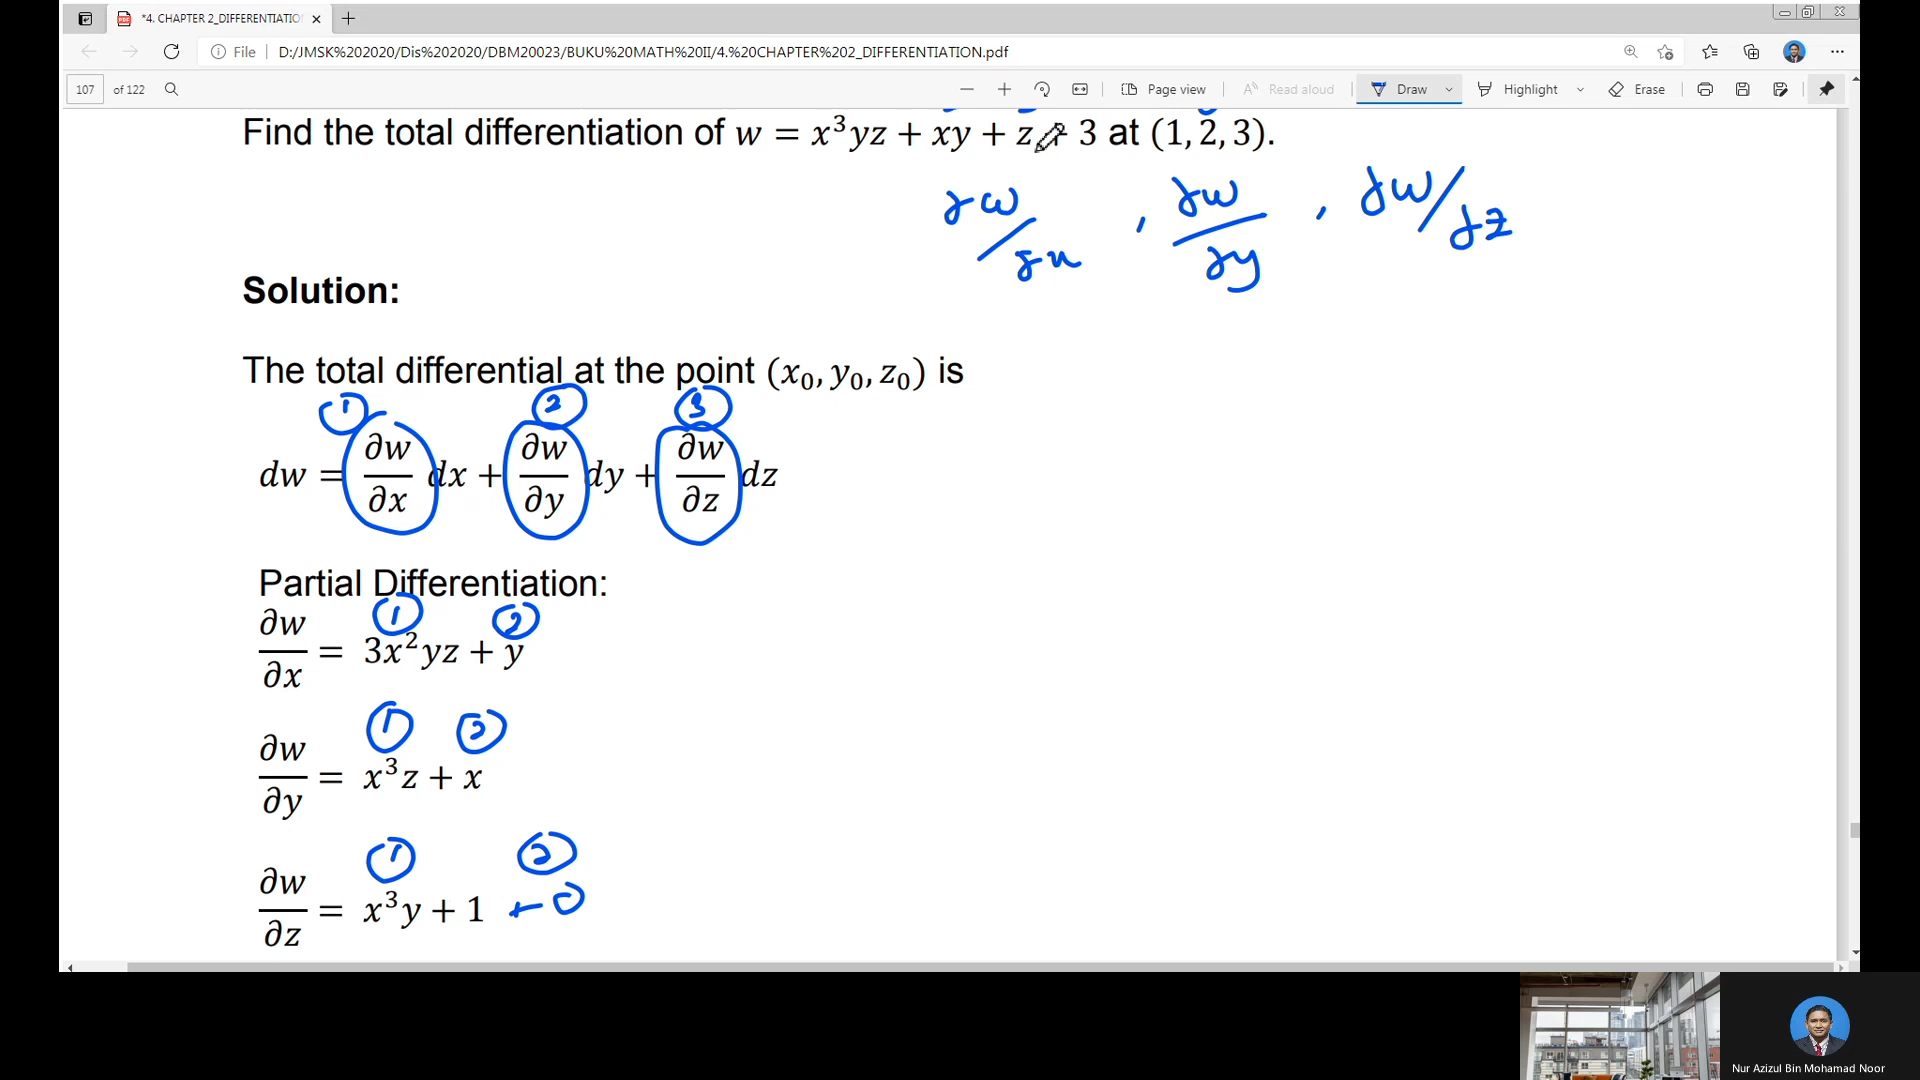 *4. CHAPTER 2_DIFFERENTIATIO
File D:/JMSK%202020/Dis%202020/DBM20023/BUKU%20MATH%20II/4.%20CHAPTER%202_DIFFERENTIATION.pdf
107 of 122 Page view Read aloud Draw Highlight Erase
Find the total differentiation of w = x³yz + xy + z + 3 at (1, 2, 3).
∂w/∂x , ∂w/∂y , ∂w/∂z
Solution:
The total differential at the point (x₀, y₀, z₀) is
① ② ③
dw = ∂w/∂x dx + ∂w/∂y dy + ∂w/∂z dz
Partial Differentiation:
① ②
∂w/∂x = 3x²yz + y
① ②
∂w/∂y = x³z + x
① ②
∂w/∂z = x³y + 1 + 0
Nur Azizul Bin Mohamad Noor